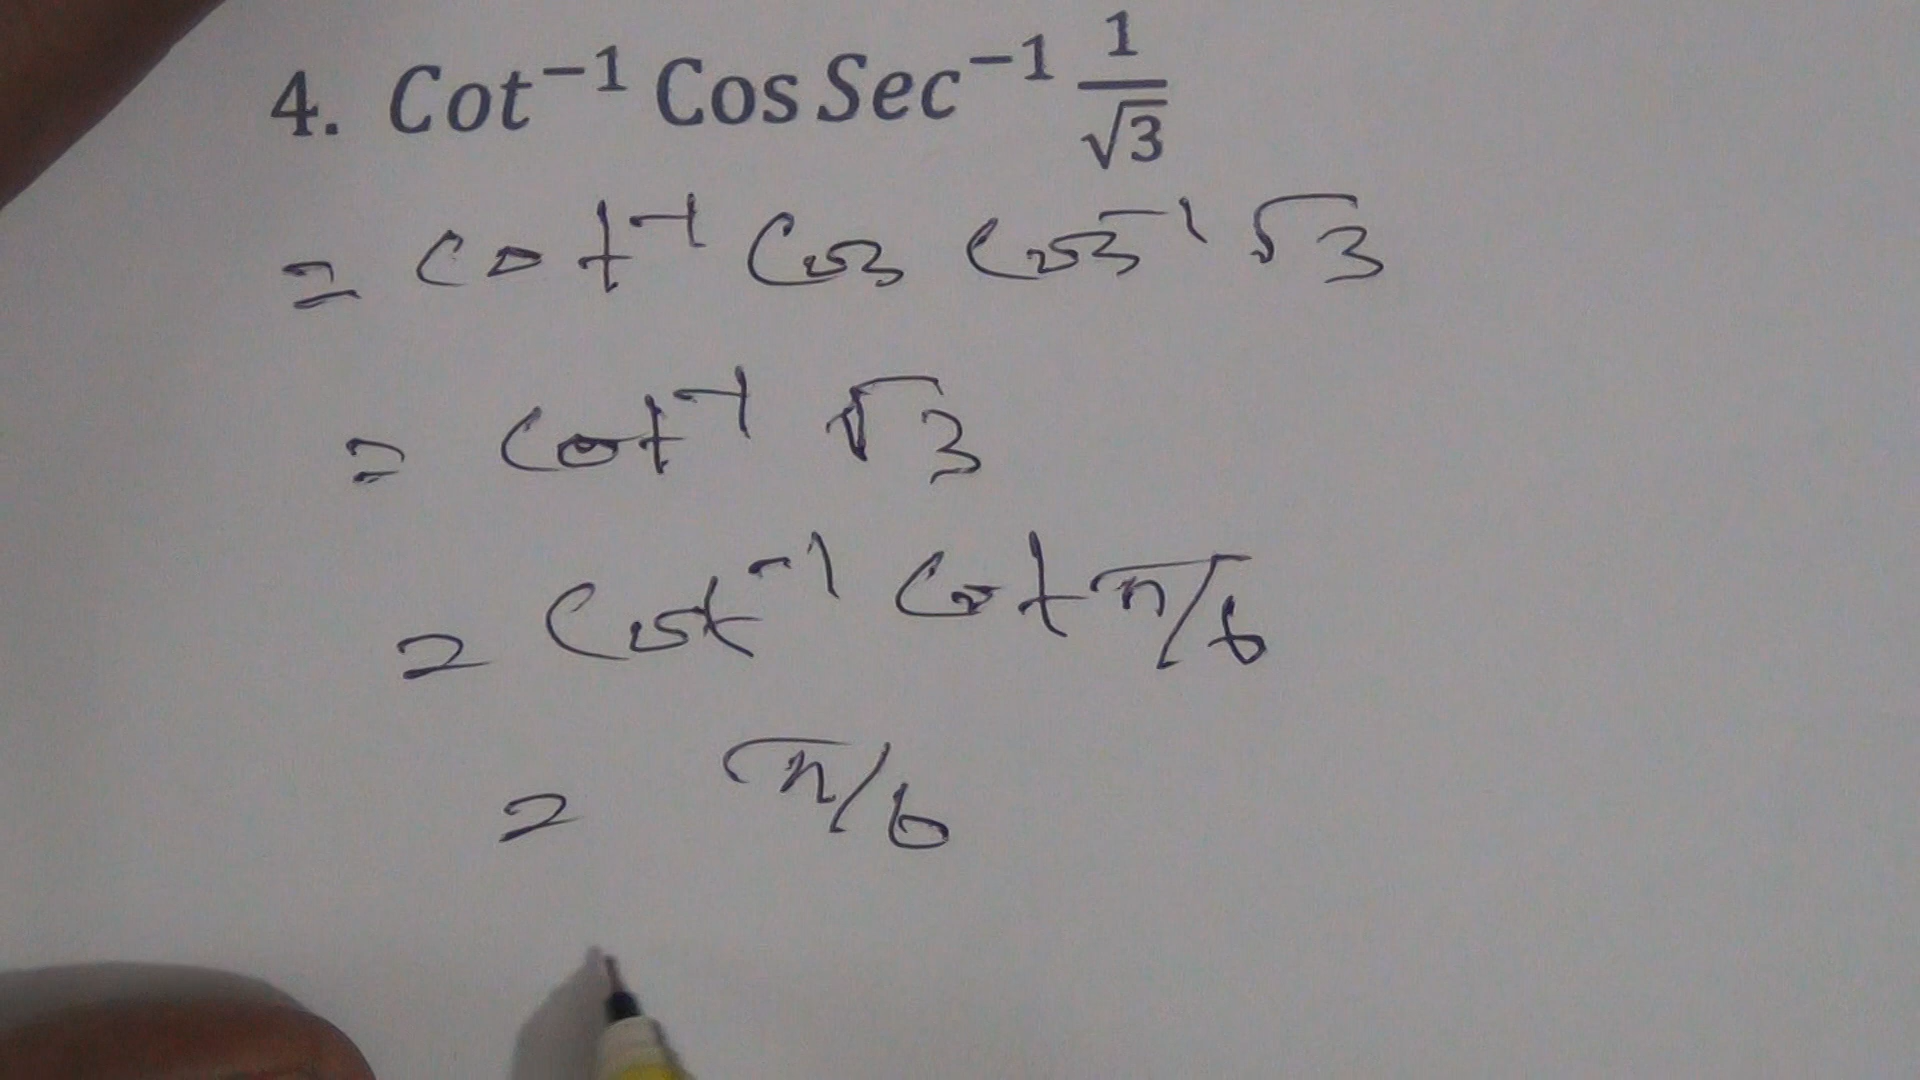 4. Cot⁻¹ Cos Sec⁻¹ 1/√3
= cot⁻¹ Cos Cos⁻¹ √3
= Cot⁻¹ √3
= Cot⁻¹ Cot π/6
= π/6